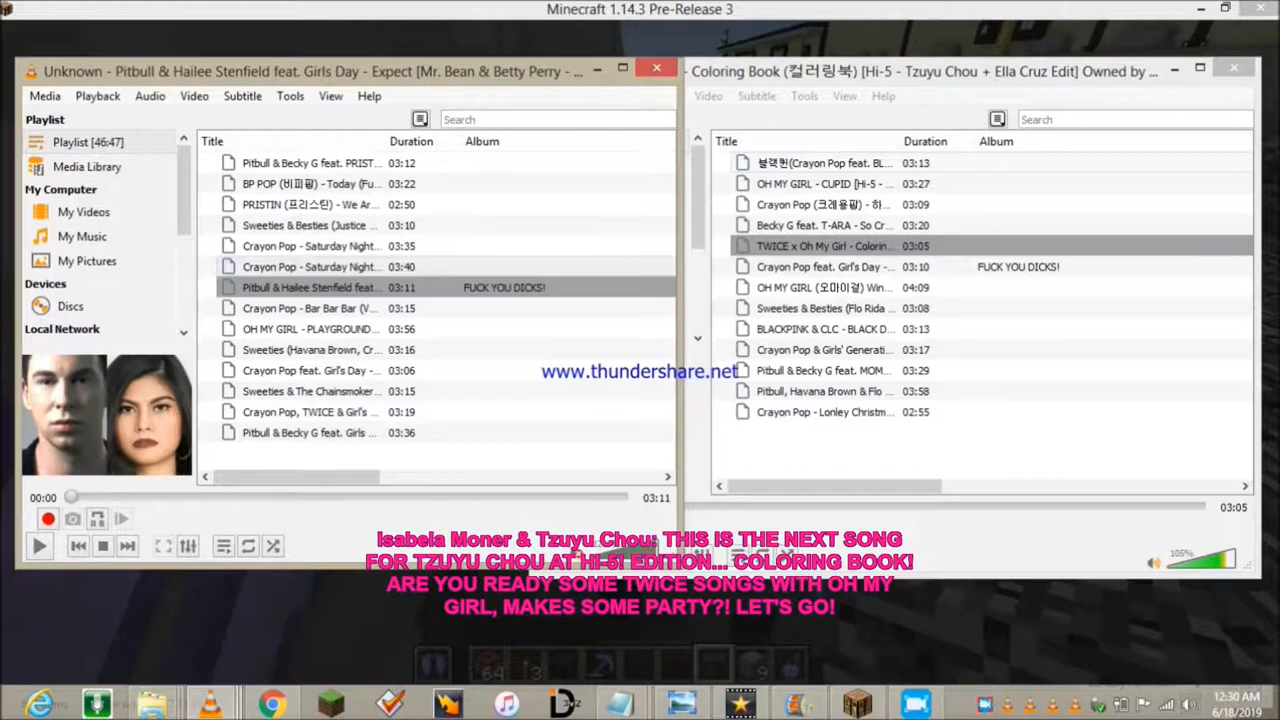 Minecraft 1.14.3 Pre-Release 3
Unknown - Pitbull & Hailee Stenfield feat. Girls Day - Expect [Mr. Bean & Betty Perry - ...
Media Playback Audio Video Subtitle Tools View Help
Playlist
Search
Playlist [46:47]
Media Library
My Computer
My Videos
My Music
My Pictures
Devices
Discs
Local Network
Title Duration Album
Pitbull & Becky G feat. PRIST... 03:12
BP POP (비피팝) - Today (Fu... 03:22
PRISTIN (프리스틴) - We Ar... 02:50
Sweeties & Besties (Justice ... 03:10
Crayon Pop - Saturday Night... 03:35
Crayon Pop - Saturday Night... 03:40
Pitbull & Hailee Stenfield feat... 03:11 FUCK YOU DICKS!
Crayon Pop - Bar Bar Bar (V... 03:15
OH MY GIRL - PLAYGROUND... 03:56
Sweeties (Havana Brown, Cr... 03:16
Crayon Pop feat. Girl's Day -... 03:06
Sweeties & The Chainsmoker... 03:15
Crayon Pop, TWICE & Girl's ... 03:19
Pitbull & Becky G feat. Girls ... 03:36
00:00
03:11
- Coloring Book (컬러링북) [Hi-5 - Tzuyu Chou + Ella Cruz Edit] Owned by ...
Video Subtitle Tools View Help
Search
Title Duration Album
블랙퀸(Crayon Pop feat. BL... 03:13
OH MY GIRL - CUPID [Hi-5 - ... 03:27
Crayon Pop (크레용팝) - 하... 03:09
Becky G feat. T-ARA - So Cr... 03:20
TWICE x Oh My Girl - Colorin... 03:05
Crayon Pop feat. Girl's Day -... 03:10 FUCK YOU DICKS!
OH MY GIRL (오마이걸) Win... 04:09
Sweeties & Besties (Flo Rida ... 03:08
BLACKPINK & CLC - BLACK D... 03:13
Crayon Pop & Girls' Generati... 03:17
Pitbull & Becky G feat. MOM... 03:29
Pitbull, Havana Brown & Flo ... 03:58
Crayon Pop - Lonley Christm... 02:55
03:05
105%
www.thundershare.net
Isabela Moner & Tzuyu Chou: THIS IS THE NEXT SONG
FOR TZUYU CHOU AT HI-5! EDITION... COLORING BOOK!
ARE YOU READY SOME TWICE SONGS WITH OH MY
GIRL, MAKES SOME PARTY?! LET'S GO!
64 3 9
12:30 AM
6/18/2019